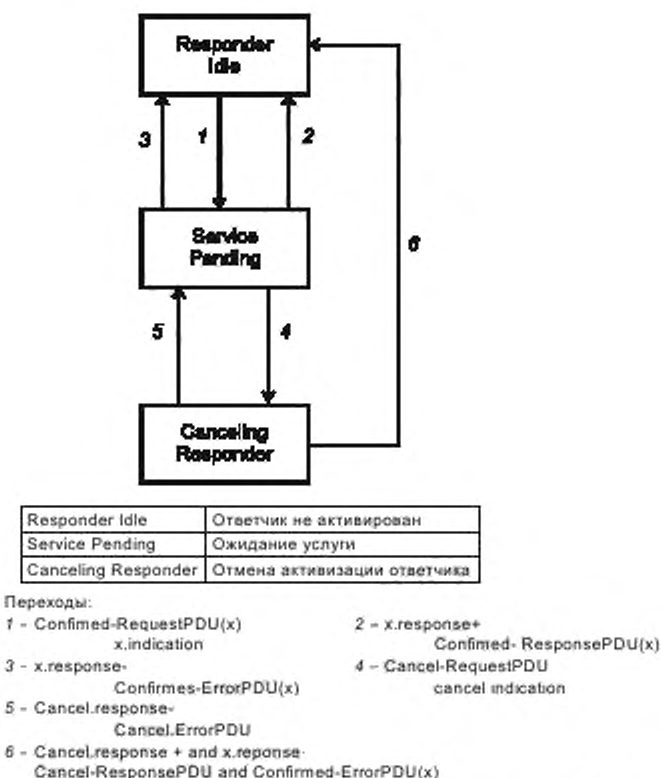 Responder
Idle
3
1
2
Service
Pending
6
5
4
Canceling
Responder
Responder Idle Ответчик не активирован
Service Pending Ожидание услуги
Canceling Responder Отмена активизации ответчика
Переходы:
1 – Confimed-RequestPDU(x)
x.indication
2 – x.response+
Confimed- ResponsePDU(x)
3 – x.response-
Confirmes-ErrorPDU(x)
4 – Cancel-RequestPDU
cancel indication
5 – Cancel.response-
Cancel.ErrorPDU
6 – Cancel.response + and x.reponse-
Cancel-ResponsePDU and Confirmed-ErrorPDU(x)